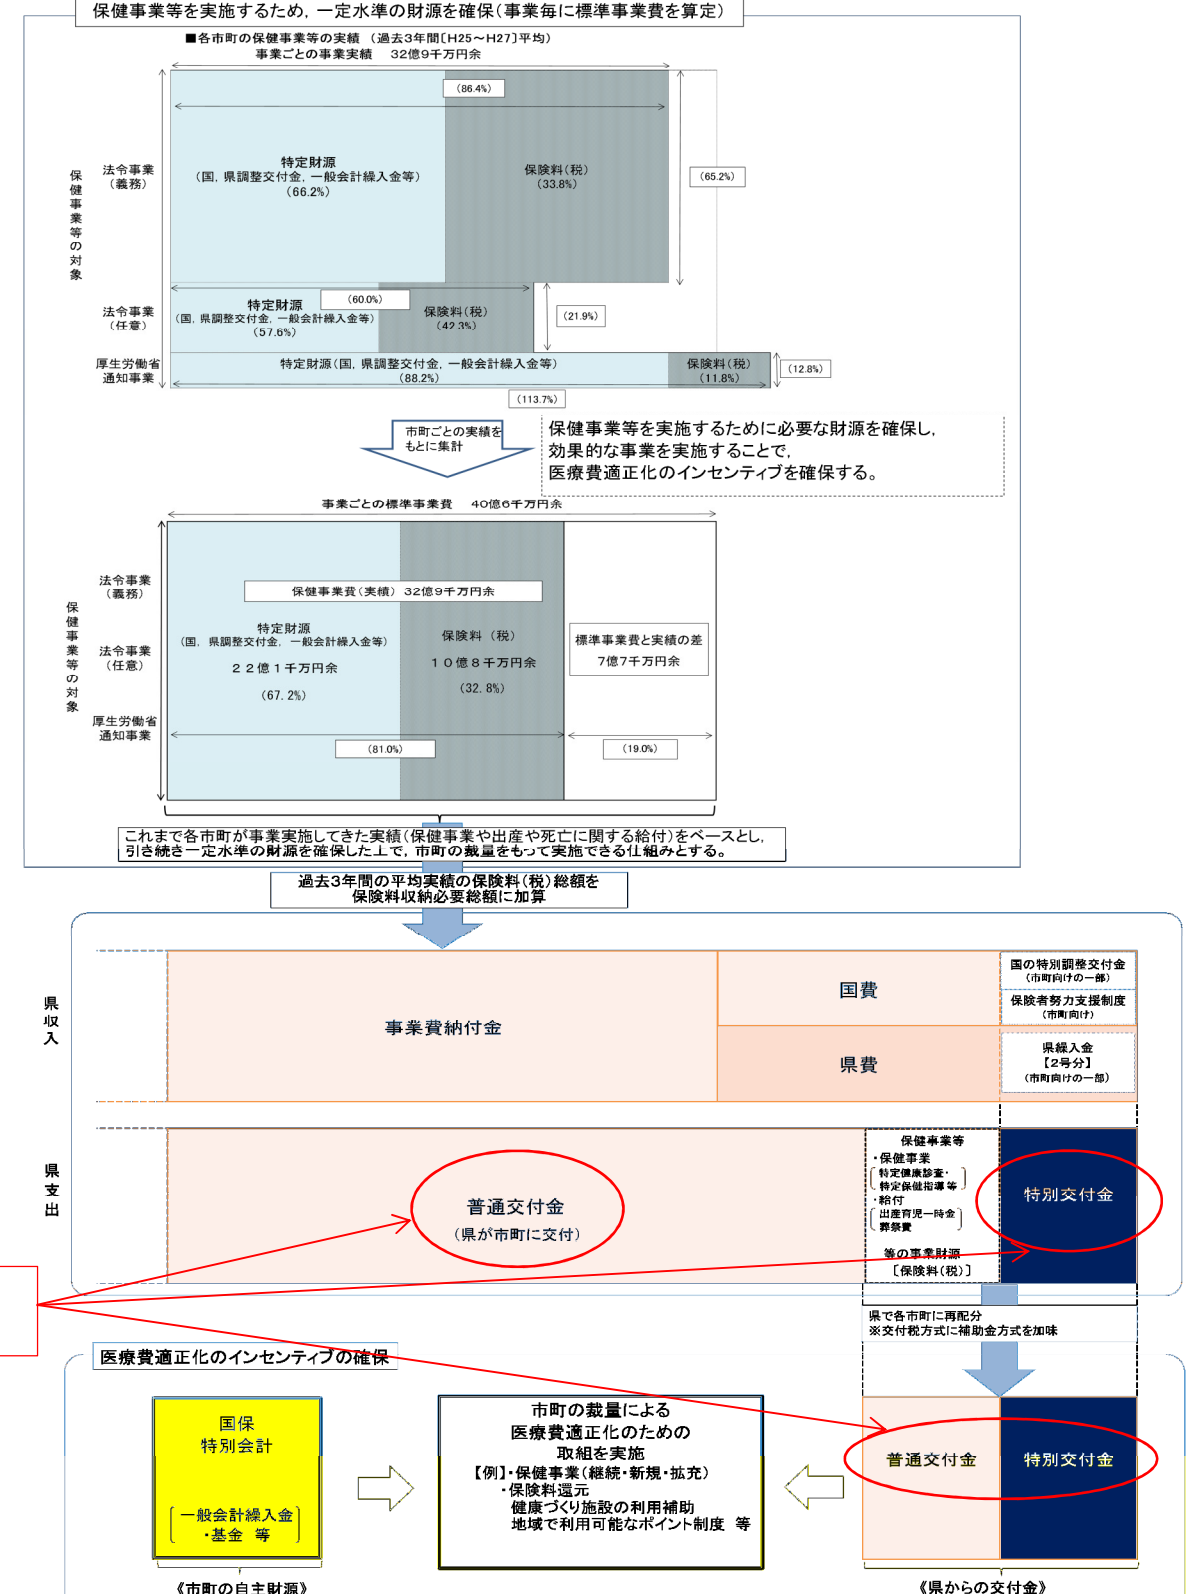 保健事業等を実施するため，一定水準の財源を確保（事業毎に標準事業費を算定）
■各市町の保健事業等の実績 （過去3年間[H25～H27]平均）
事業ごとの事業実績 32億9千万円余
（86.4%）
保健事業等の対象
法令事業
（義務）
特定財源
（国，県調整交付金，一般会計繰入金等）
（66.2%）
保険料（税）
（33.8%）
（65.2%）
（60.0%）
法令事業
（任意）
特定財源
（国，県調整交付金，一般会計繰入金等）
（57.6%）
保険料（税）
（42.3%）
（21.9%）
厚生労働省
通知事業
特定財源（国，県調整交付金，一般会計繰入金等）
（88.2%）
保険料（税）
（11.8%）
（12.8%）
（113.7%）
市町ごとの実績を
もとに集計
保健事業等を実施するために必要な財源を確保し，
効果的な事業を実施することで，
医療費適正化のインセンティブを確保する。
事業ごとの標準事業費 40億6千万円余
保健事業等の対象
法令事業
（義務）
法令事業
（任意）
厚生労働省
通知事業
保健事業費（実績） 32億9千万円余
特定財源
（国，県調整交付金，一般会計繰入金等）
２２億１千万円余
（67.2%）
保険料（税）
１０億８千万円余
（32.8%）
標準事業費と実績の差
7億7千万円余
（81.0%）
（19.0%）
これまで各市町が事業実施してきた実績（保健事業や出産や死亡に関する給付）をベースとし，
引き続き一定水準の財源を確保した上で，市町の裁量をもって実施できる仕組みとする。
過去3年間の平均実績の保険料（税）総額を
保険料収納必要総額に加算
県収入
事業費納付金
国費
県費
国の特別調整交付金
（市町向けの一部）
保険者努力支援制度
（市町向け）
県繰入金
【2号分】
（市町向けの一部）
県支出
普通交付金
（県が市町に交付）
保健事業等
・保健事業
特定健康診査・
特定保健指導等
・給付
出産育児一時金
葬祭費
等の事業財源
［保険料（税）］
特別交付金
県で各市町に再配分
※交付税方式に補助金方式を加味
医療費適正化のインセンティブの確保
国保
特別会計
一般会計繰入金
・基金 等
市町の裁量による
医療費適正化のための
取組を実施
【例】・保健事業（継続・新規・拡充）
・保険料還元
健康づくり施設の利用補助
地域で利用可能なポイント制度 等
普通交付金
特別交付金
《市町の自主財源》
《県からの交付金》